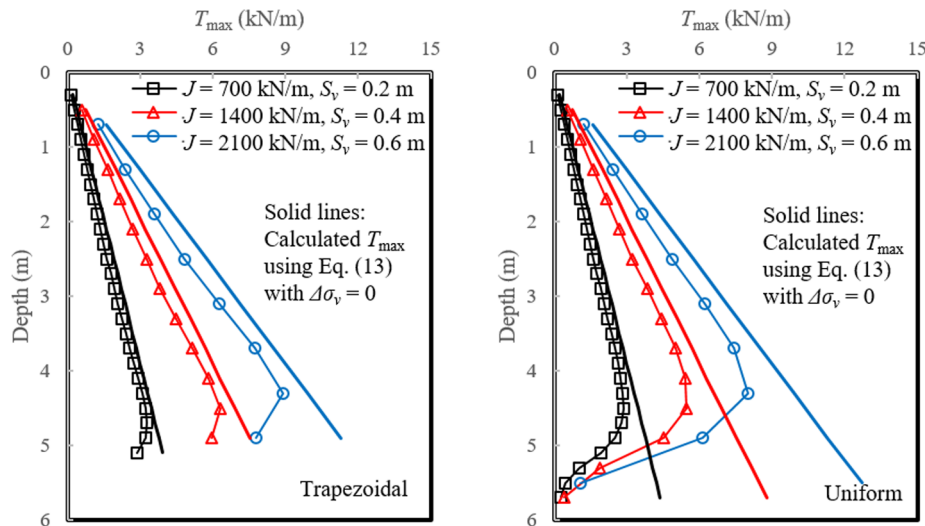 T_max (kN/m)
0 3 6 9 12 15
0
1
2
3
4
5
6
Depth (m)
J = 700 kN/m, S_v = 0.2 m
J = 1400 kN/m, S_v = 0.4 m
J = 2100 kN/m, S_v = 0.6 m
Solid lines:
Calculated T_max
using Eq. (13)
with Δσ_v = 0
Trapezoidal
T_max (kN/m)
0 3 6 9 12 15
0
1
2
3
4
5
6
Depth (m)
J = 700 kN/m, S_v = 0.2 m
J = 1400 kN/m, S_v = 0.4 m
J = 2100 kN/m, S_v = 0.6 m
Solid lines:
Calculated T_max
using Eq. (13)
with Δσ_v = 0
Uniform